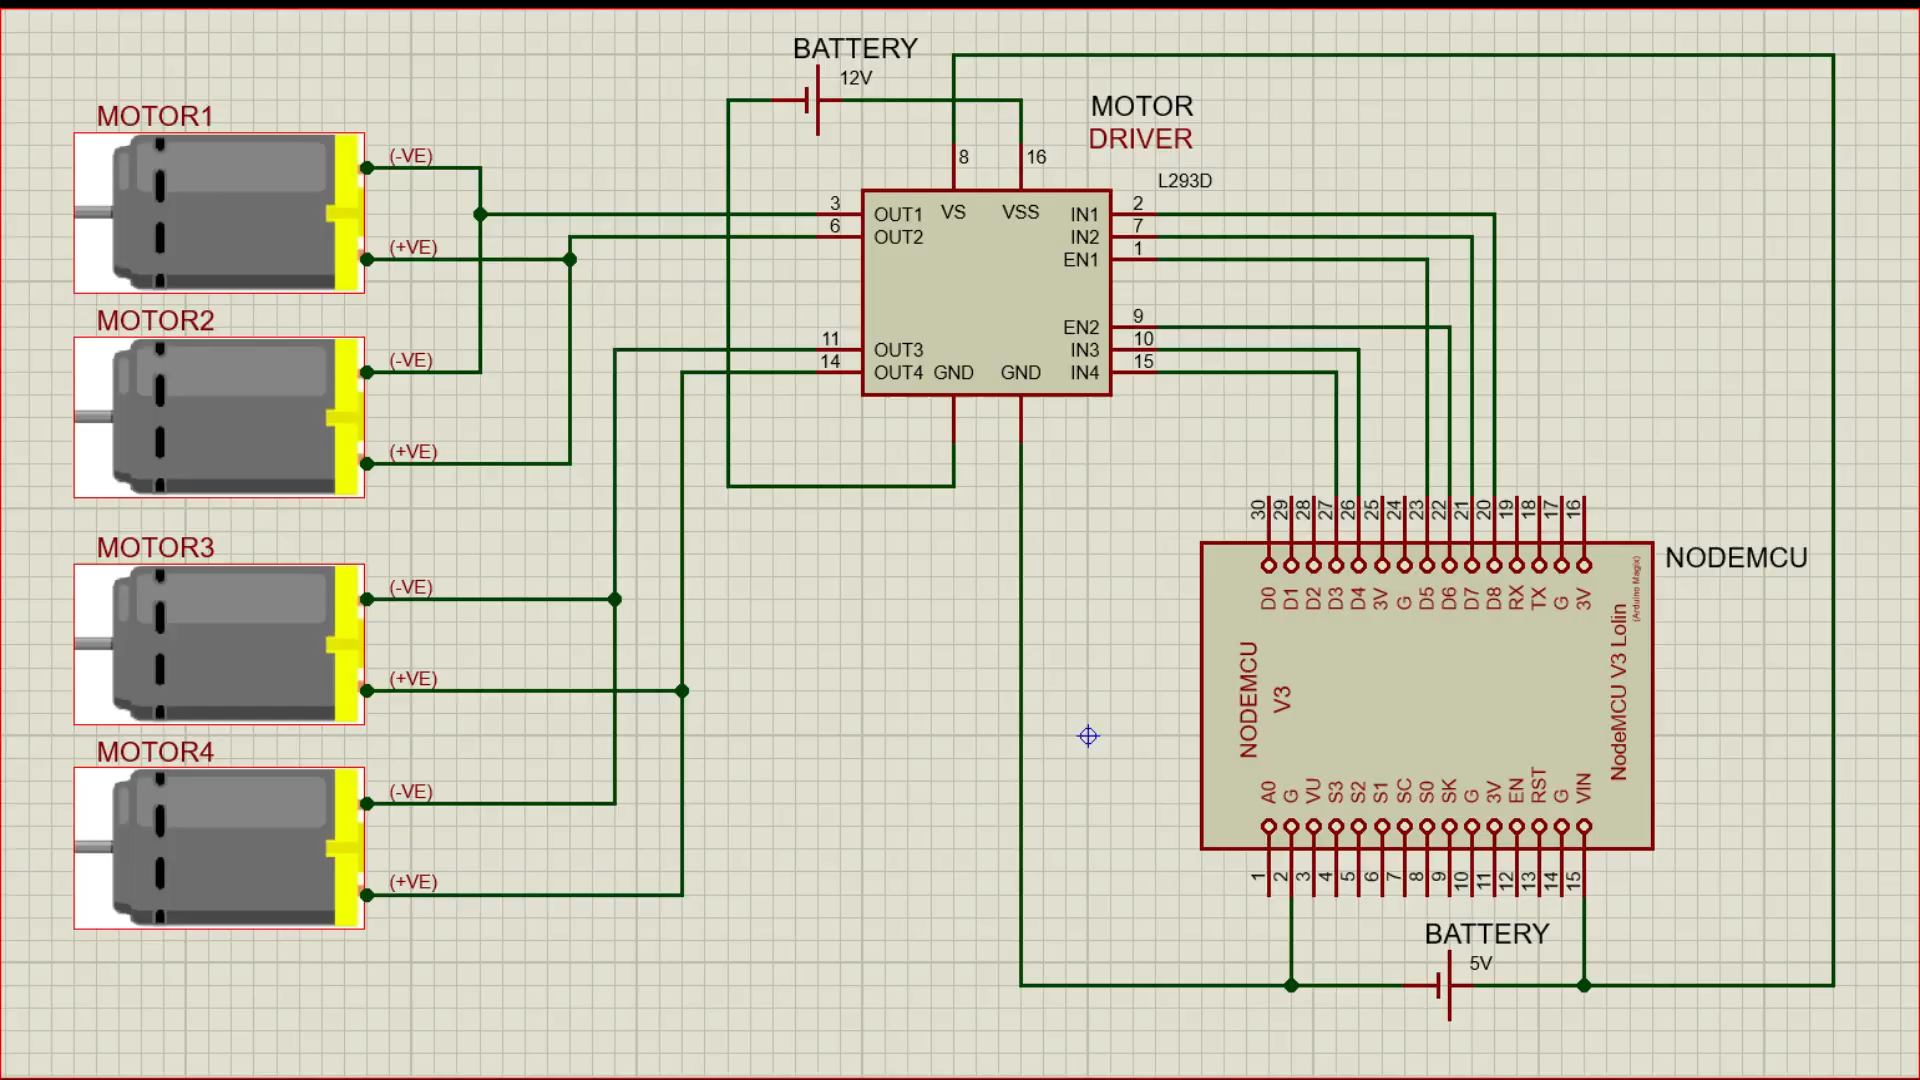 BATTERY
12V
MOTOR1
(-VE)
(+VE)
MOTOR2
(-VE)
(+VE)
MOTOR3
(-VE)
(+VE)
MOTOR4
(-VE)
(+VE)
MOTOR
DRIVER
L293D
8 16
3 OUT1 VS VSS IN1 2
6 OUT2 IN2 7
EN1 1
EN2 9
11 OUT3 IN3 10
14 OUT4 GND GND IN4 15
NODEMCU
30 29 28 27 26 25 24 23 22 21 20 19 18 17 16
D0 D1 D2 D3 D4 3V G D5 D6 D7 D8 RX TX G 3V
NODEMCU
V3
NodeMCU V3 Lolin
(Arduino Magix)
A0 G VU S3 S2 S1 SC S0 SK G 3V EN RST G VIN
1 2 3 4 5 6 7 8 9 10 11 12 13 14 15
BATTERY
5V